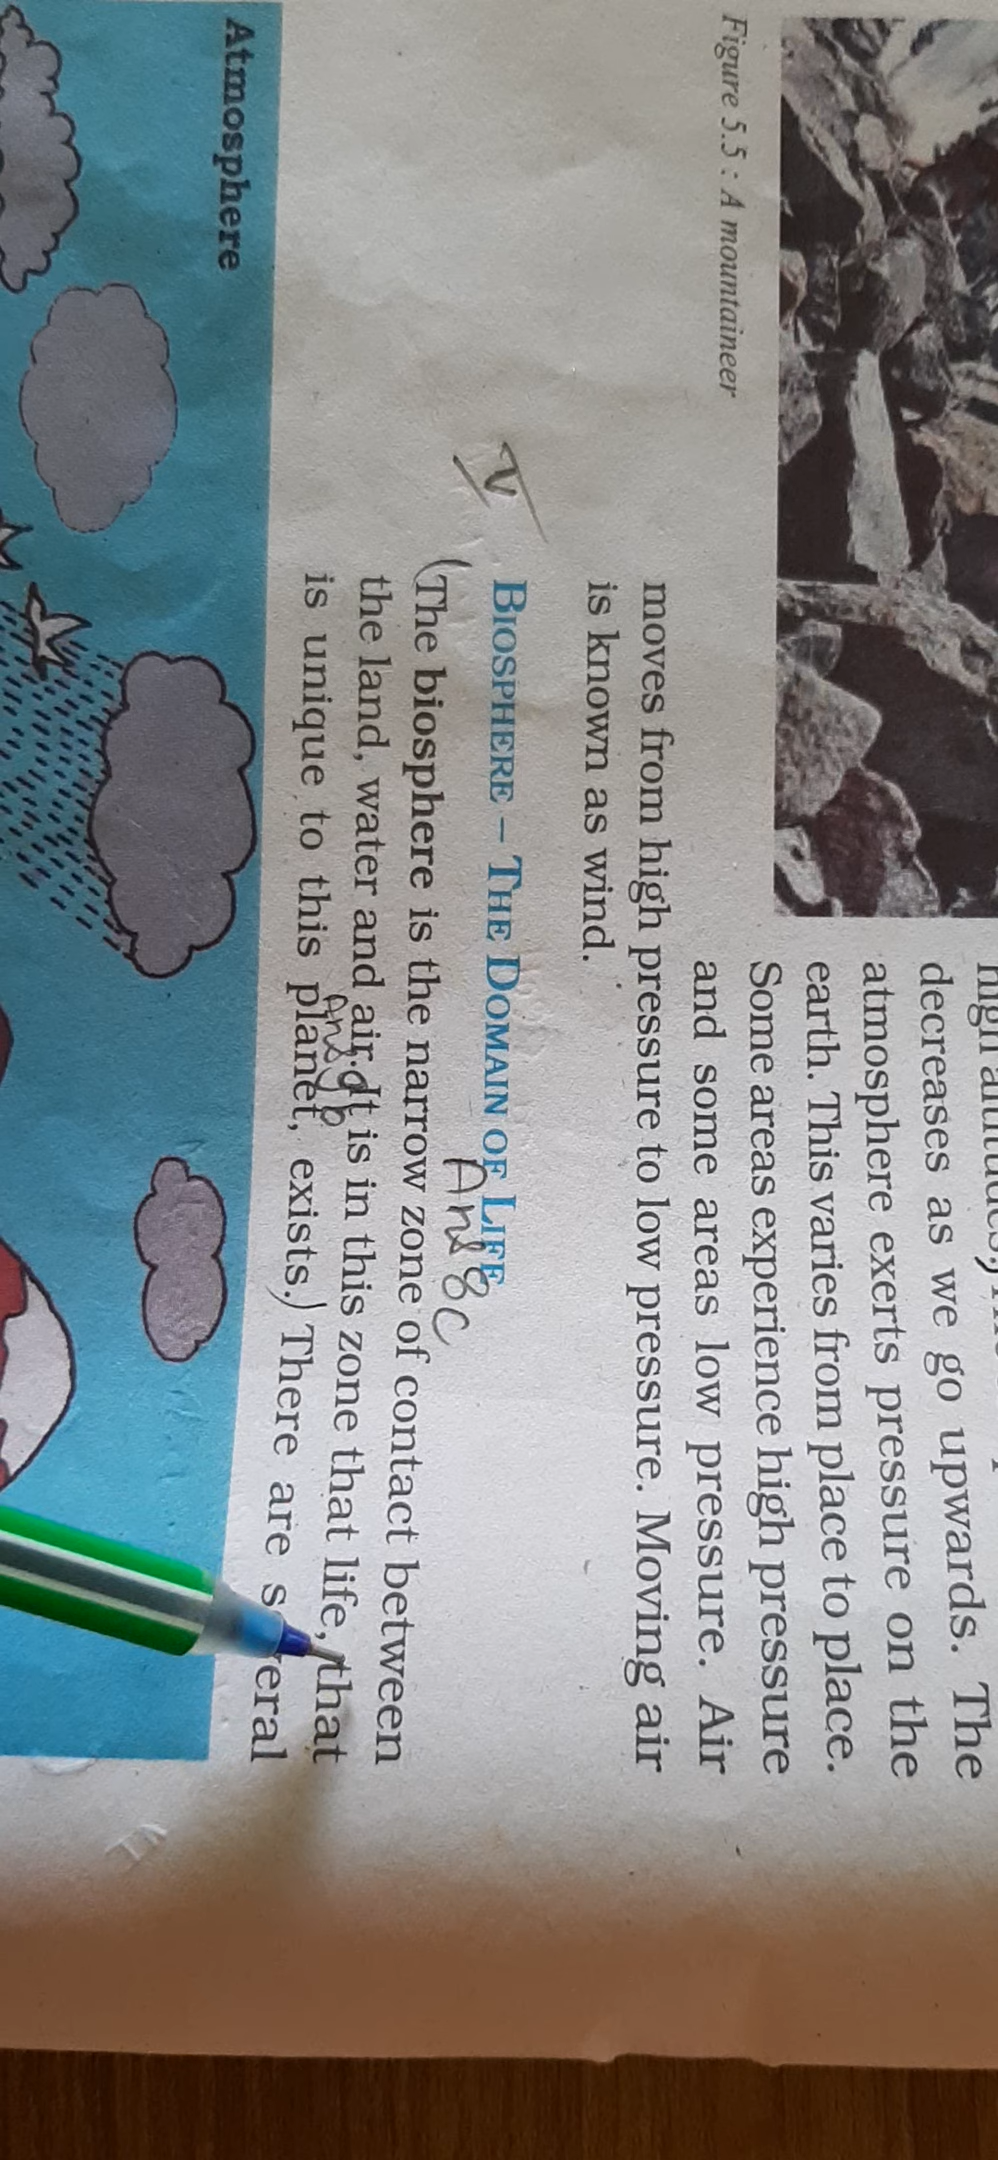 decreases as we go upwards. The
atmosphere exerts pressure on the
earth. This varies from place to place.
Some areas experience high pressure
and some areas low pressure. Air
moves from high pressure to low pressure. Moving air
is known as wind.
Figure 5.5 : A mountaineer
V
BIOSPHERE – THE DOMAIN OF LIFE
Ans 8C
(The biosphere is the narrow zone of contact between
the land, water and air. It is in this zone that life, that
Ans
is unique to this planet, exists.) There are several
Atmosphere